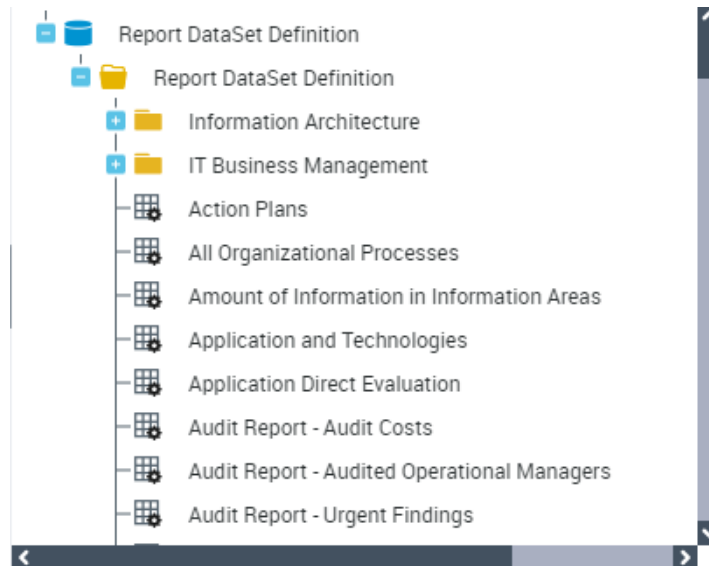 Report DataSet Definition
Report DataSet Definition
Information Architecture
IT Business Management
Action Plans
All Organizational Processes
Amount of Information in Information Areas
Application and Technologies
Application Direct Evaluation
Audit Report - Audit Costs
Audit Report - Audited Operational Managers
Audit Report - Urgent Findings